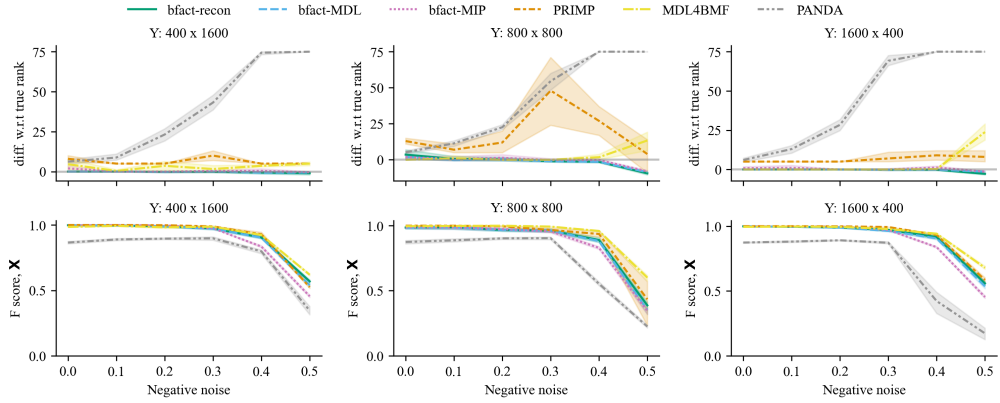 bfact-recon bfact-MDL bfact-MIP PRIMP MDL4BMF PANDA
Y: 400 x 1600 Y: 800 x 800 Y: 1600 x 400
diff. w.r.t true rank
75
50
25
0
diff. w.r.t true rank
75
50
25
0
diff. w.r.t true rank
75
50
25
0
Y: 400 x 1600 Y: 800 x 800 Y: 1600 x 400
F score, X
1.0
0.5
0.0
F score, X
1.0
0.5
0.0
F score, X
1.0
0.5
0.0
0.0 0.1 0.2 0.3 0.4 0.5
0.0 0.1 0.2 0.3 0.4 0.5
0.0 0.1 0.2 0.3 0.4 0.5
Negative noise Negative noise Negative noise